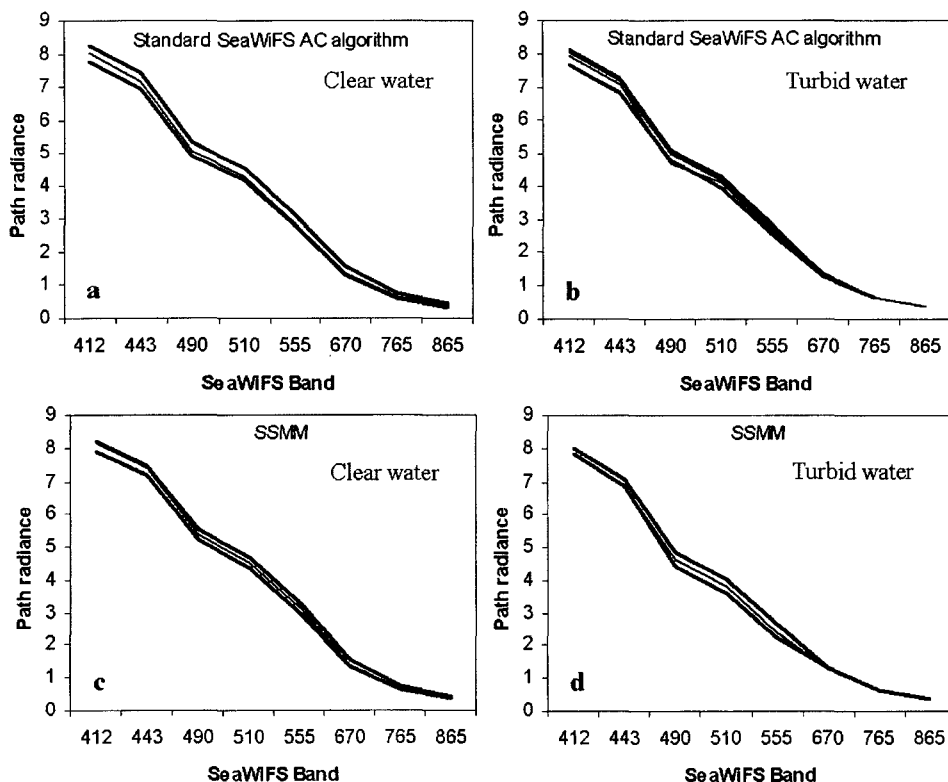 Standard SeaWiFS AC algorithm
Clear water
Path radiance
9
8
7
6
5
4
3
2
1
0
a
412 443 490 510 555 670 765 865
SeaWIFS Band
Standard SeaWiFS AC algorithm
Turbid water
Path radiance
9
8
7
6
5
4
3
2
1
0
b
412 443 490 510 555 670 765 865
SeaWIFS Band
SSMM
Clear water
Path radiance
9
8
7
6
5
4
3
2
1
0
c
412 443 490 510 555 670 765 865
SeaWIFS Band
SSMM
Turbid water
Path radiance
9
8
7
6
5
4
3
2
1
0
d
412 443 490 510 555 670 765 865
SeaWIFS Band